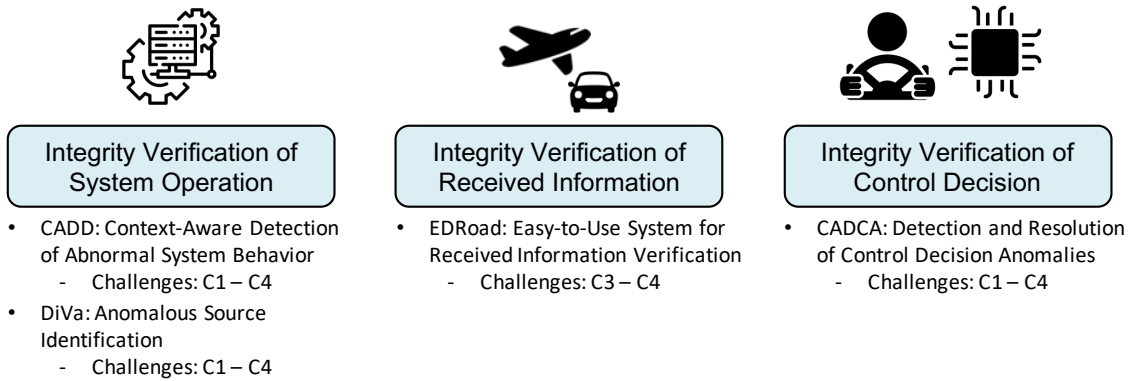 Integrity Verification of
System Operation
• CADD: Context-Aware Detection
of Abnormal System Behavior
- Challenges: C1 – C4
• DiVa: Anomalous Source
Identification
- Challenges: C1 – C4
Integrity Verification of
Received Information
• EDRoad: Easy-to-Use System for
Received Information Verification
- Challenges: C3 – C4
Integrity Verification of
Control Decision
• CADCA: Detection and Resolution
of Control Decision Anomalies
- Challenges: C1 – C4